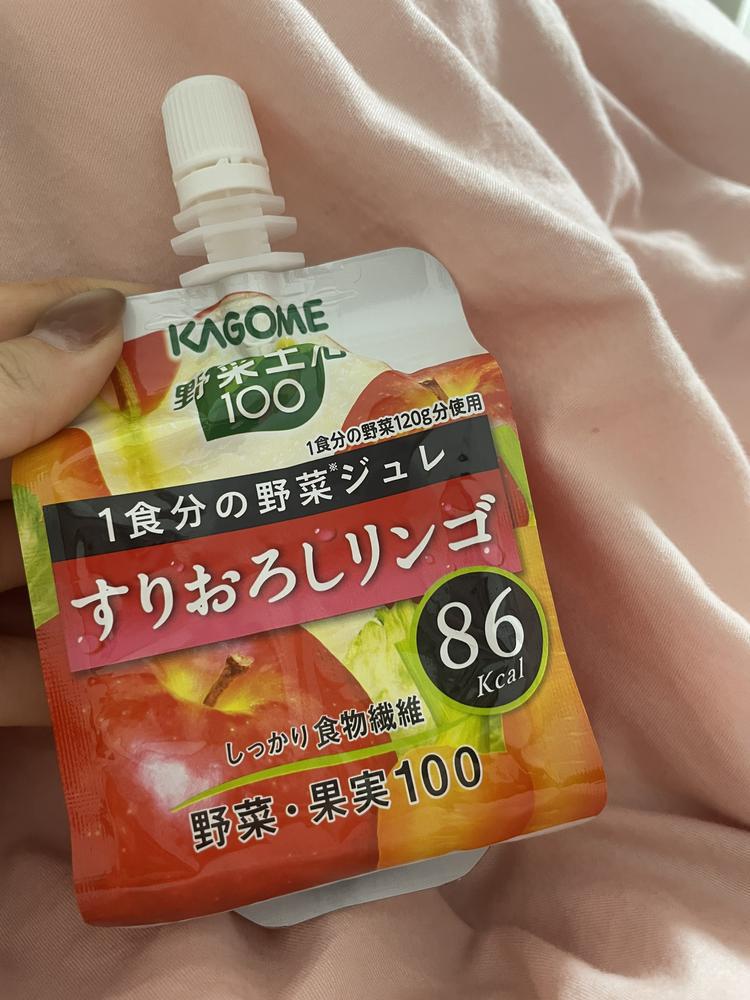 KAGOME
野菜生活
100
1食分の野菜120g分使用
1食分の野菜※ジュレ
すりおろしリンゴ
86
Kcal
しっかり食物繊維
野菜・果実100